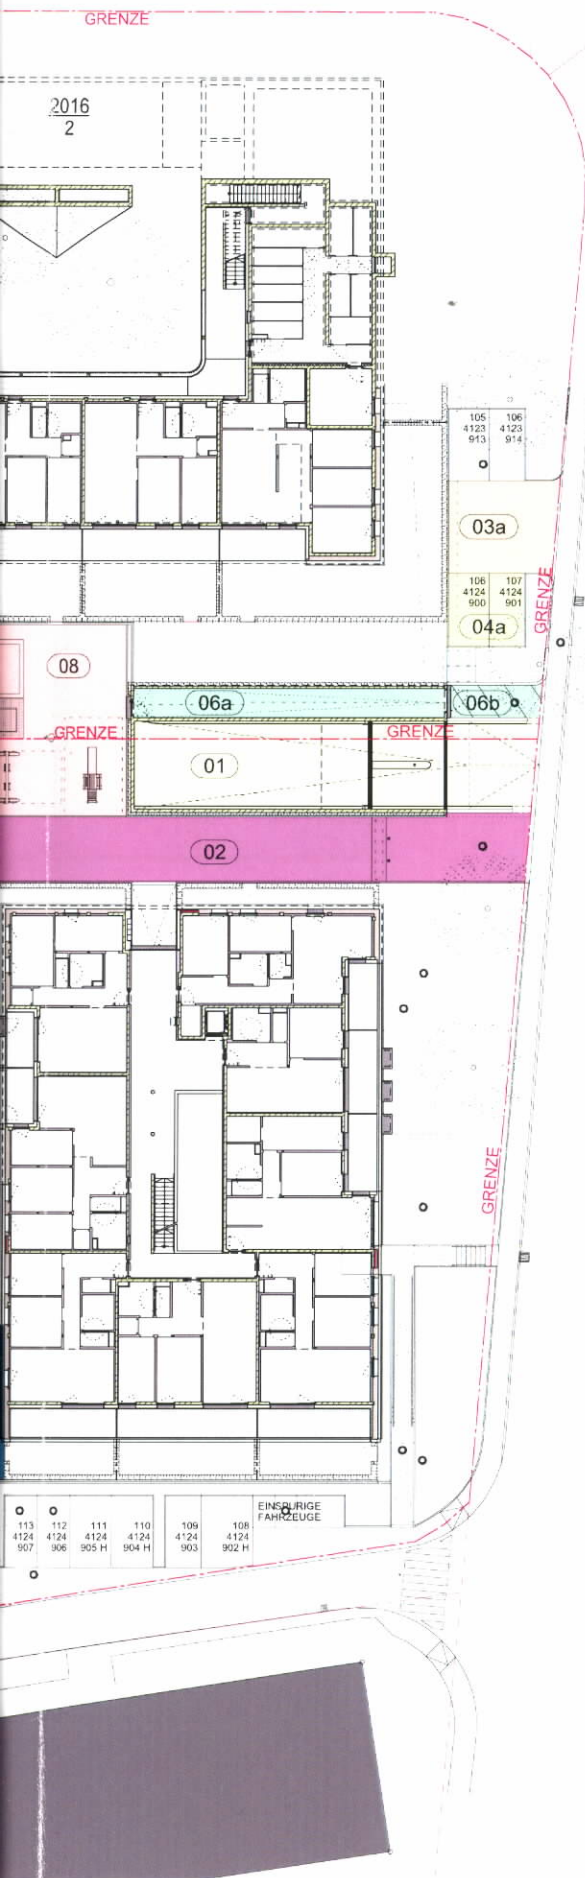 GRENZE
2016
2
105 106
4123 4123
913 914
03a
106 107
4124 4124
900 901
04a
GRENZE
08
06a
06b
GRENZE
GRENZE
01
02
GRENZE
EINSPURIGE
FAHRZEUGE
113 112 111 110 109 108
4124 4124 4124 4124 4124 4124
907 906 905 H 904 H 903 902 H